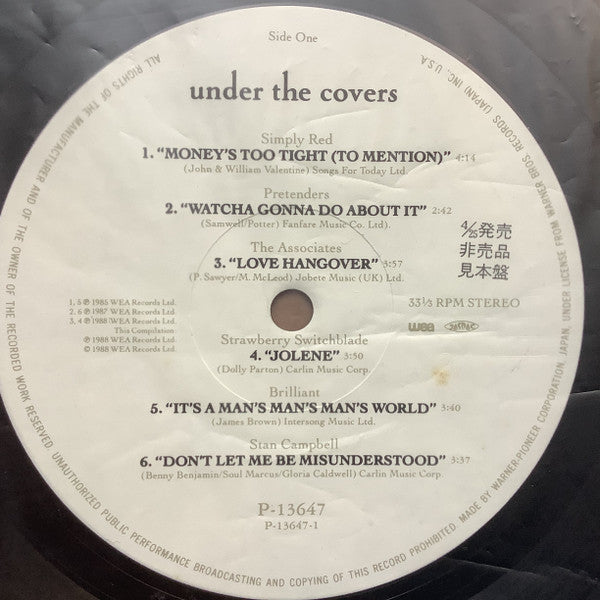 Side One
under the covers
Simply Red
1. “MONEY'S TOO TIGHT (TO MENTION)” 4:14
(John & William Valentine) Songs For Today Ltd.
Pretenders
2. “WATCHA GONNA DO ABOUT IT” 2:42
(Samwell/Potter) Fanfare Music Co. Ltd).
The Associates
3. “LOVE HANGOVER” 3:57
(P. Sawyer/M. McLeod) Jobete Music (UK) Ltd.
4/25発売
非売品
見本盤
1, 5 ℗ 1985 WEA Records Ltd.
2, 6 ℗ 1987 WEA Records Ltd.
3, 4 ℗ 1988 WEA Records Ltd.
This Compilation
℗ 1988 WEA Records Ltd.
© 1988 WEA Records Ltd.
33⅓ RPM STEREO
wea JASRAC
Strawberry Switchblade
4. “JOLENE” 3:50
(Dolly Parton) Carlin Music Corp.
Brilliant
5. “IT'S A MAN'S MAN'S MAN'S WORLD” 3:40
(James Brown) Intersong Music Ltd.
Stan Campbell
6. “DON'T LET ME BE MISUNDERSTOOD” 3:37
(Benny Benjamin/Soul Marcus/Gloria Caldwell) Carlin Music Corp.
P-13647
P-13647-1
ALL RIGHTS OF THE MANUFACTURER AND OF THE OWNER OF THE RECORDED WORK RESERVED. UNAUTHORIZED PUBLIC PERFORMANCE BROADCASTING AND COPYING OF THIS RECORD PROHIBITED. MADE BY WARNER-PIONEER CORPORATION, JAPAN, UNDER LICENSE FROM WARNER BROS. RECORDS (JAPAN) INC., U.S.A.